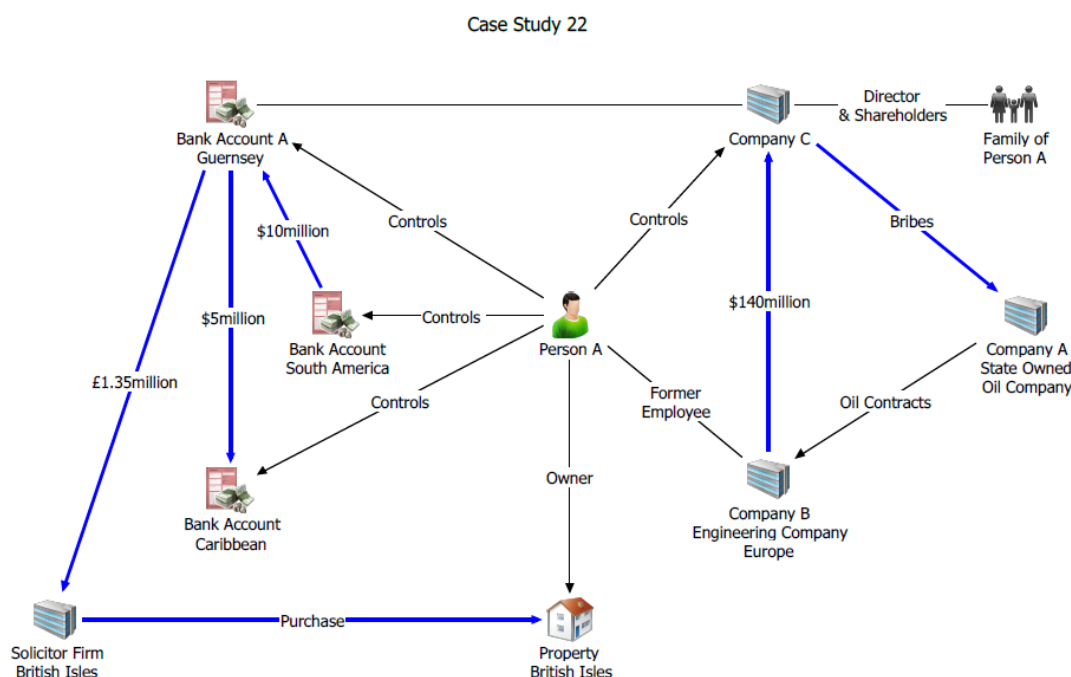 Case Study 22
Bank Account A
Guernsey
Company C
Director
& Shareholders
Family of
Person A
Controls
Controls
Bribes
$10million
$140million
$5million
Controls
Bank Account
South America
Person A
Company A
State Owned
Oil Company
£1.35million
Controls
Former
Employee
Oil Contracts
Owner
Bank Account
Caribbean
Company B
Engineering Company
Europe
Purchase
Solicitor Firm
British Isles
Property
British Isles